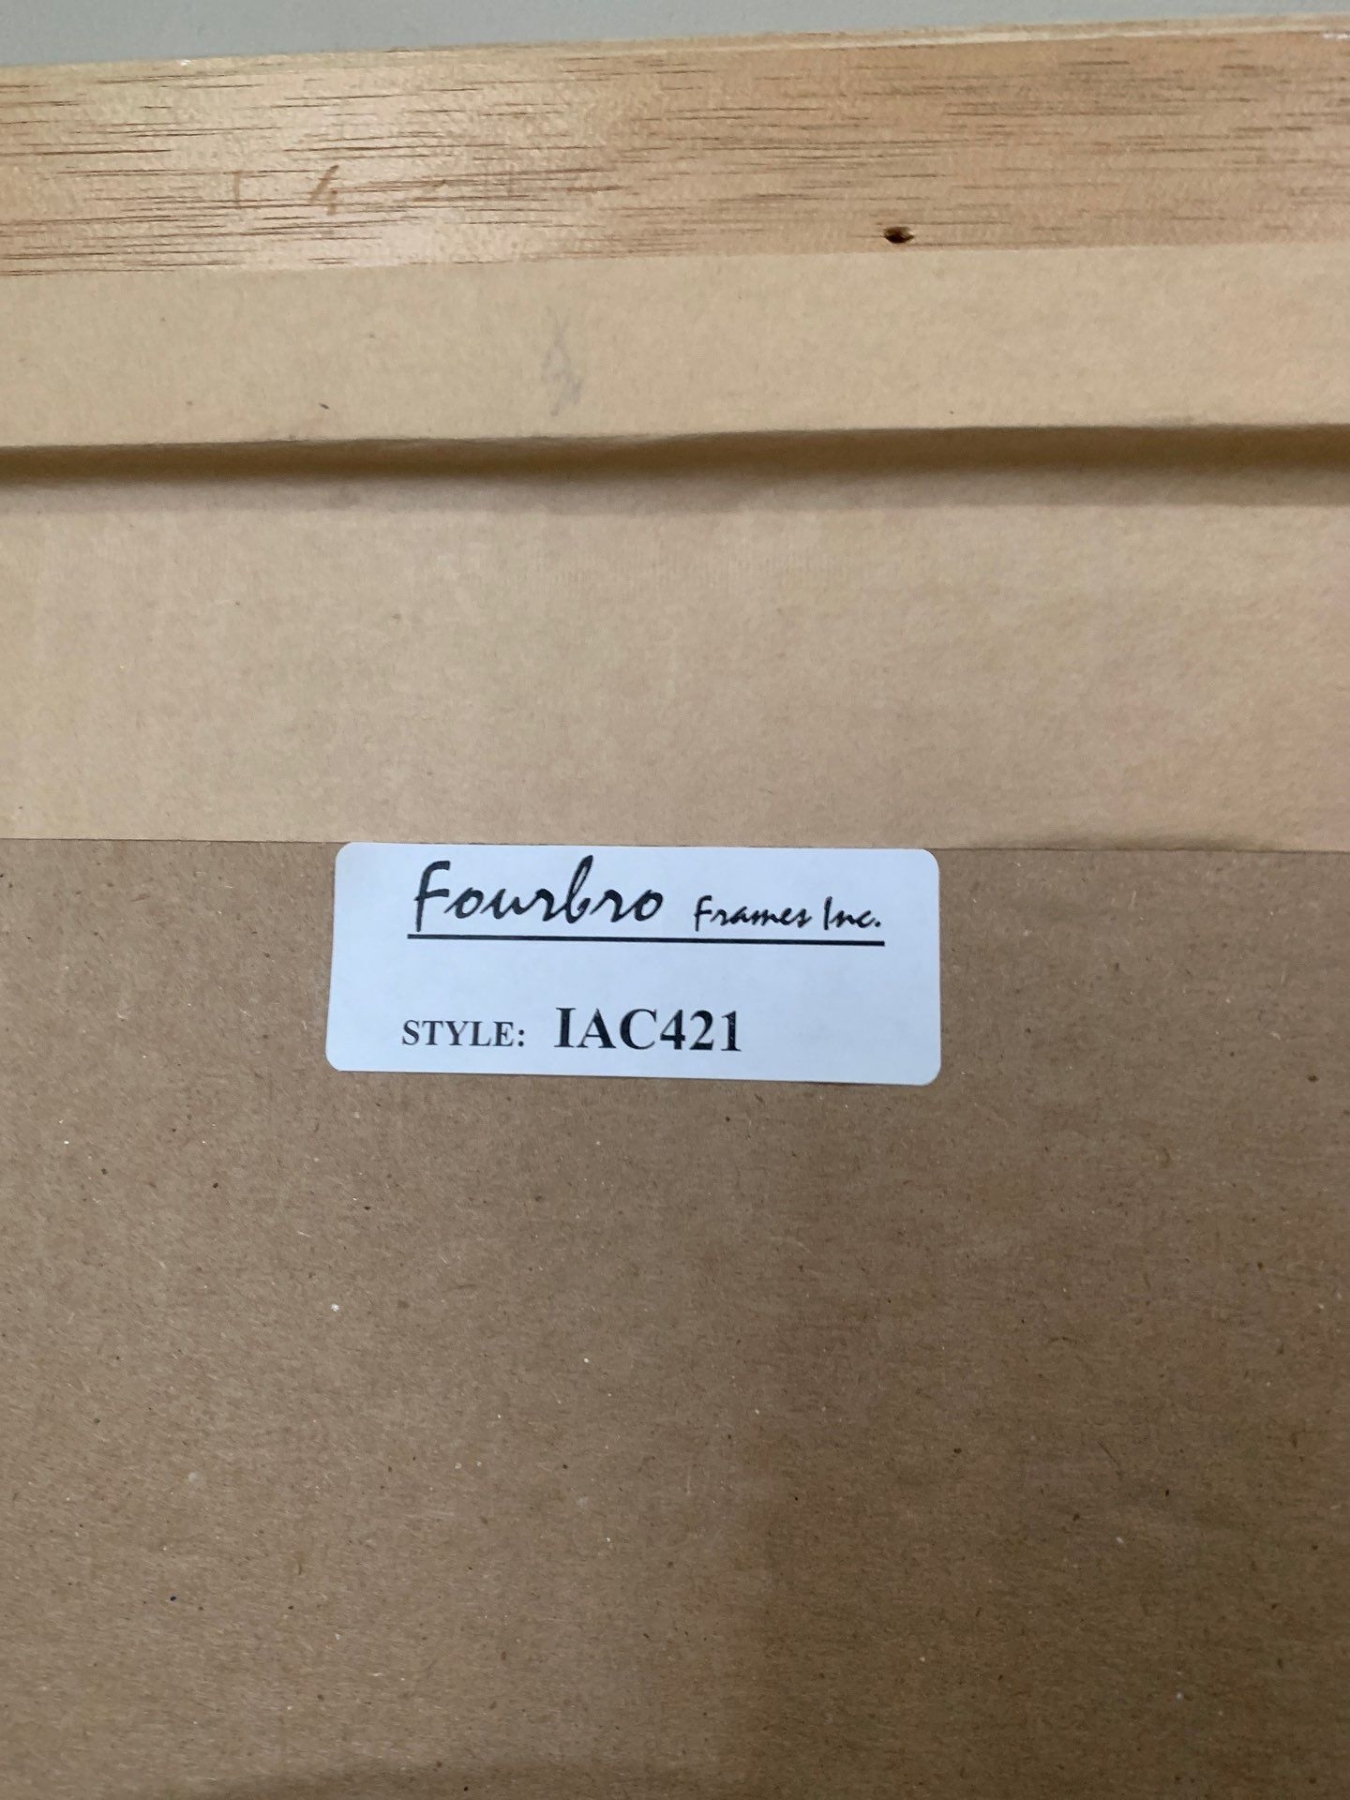 Fourbro Frames Inc.
STYLE: IAC421